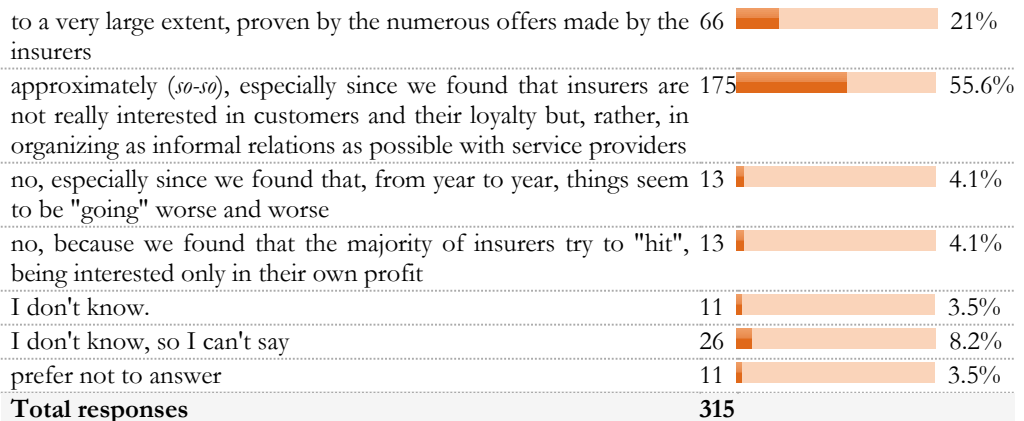 to a very large extent, proven by the numerous offers made by the 66 21%
insurers
approximately (so-so), especially since we found that insurers are 175 55.6%
not really interested in customers and their loyalty but, rather, in
organizing as informal relations as possible with service providers
no, especially since we found that, from year to year, things seem 13 4.1%
to be "going" worse and worse
no, because we found that the majority of insurers try to "hit", 13 4.1%
being interested only in their own profit
I don't know. 11 3.5%
I don't know, so I can't say 26 8.2%
prefer not to answer 11 3.5%
Total responses 315